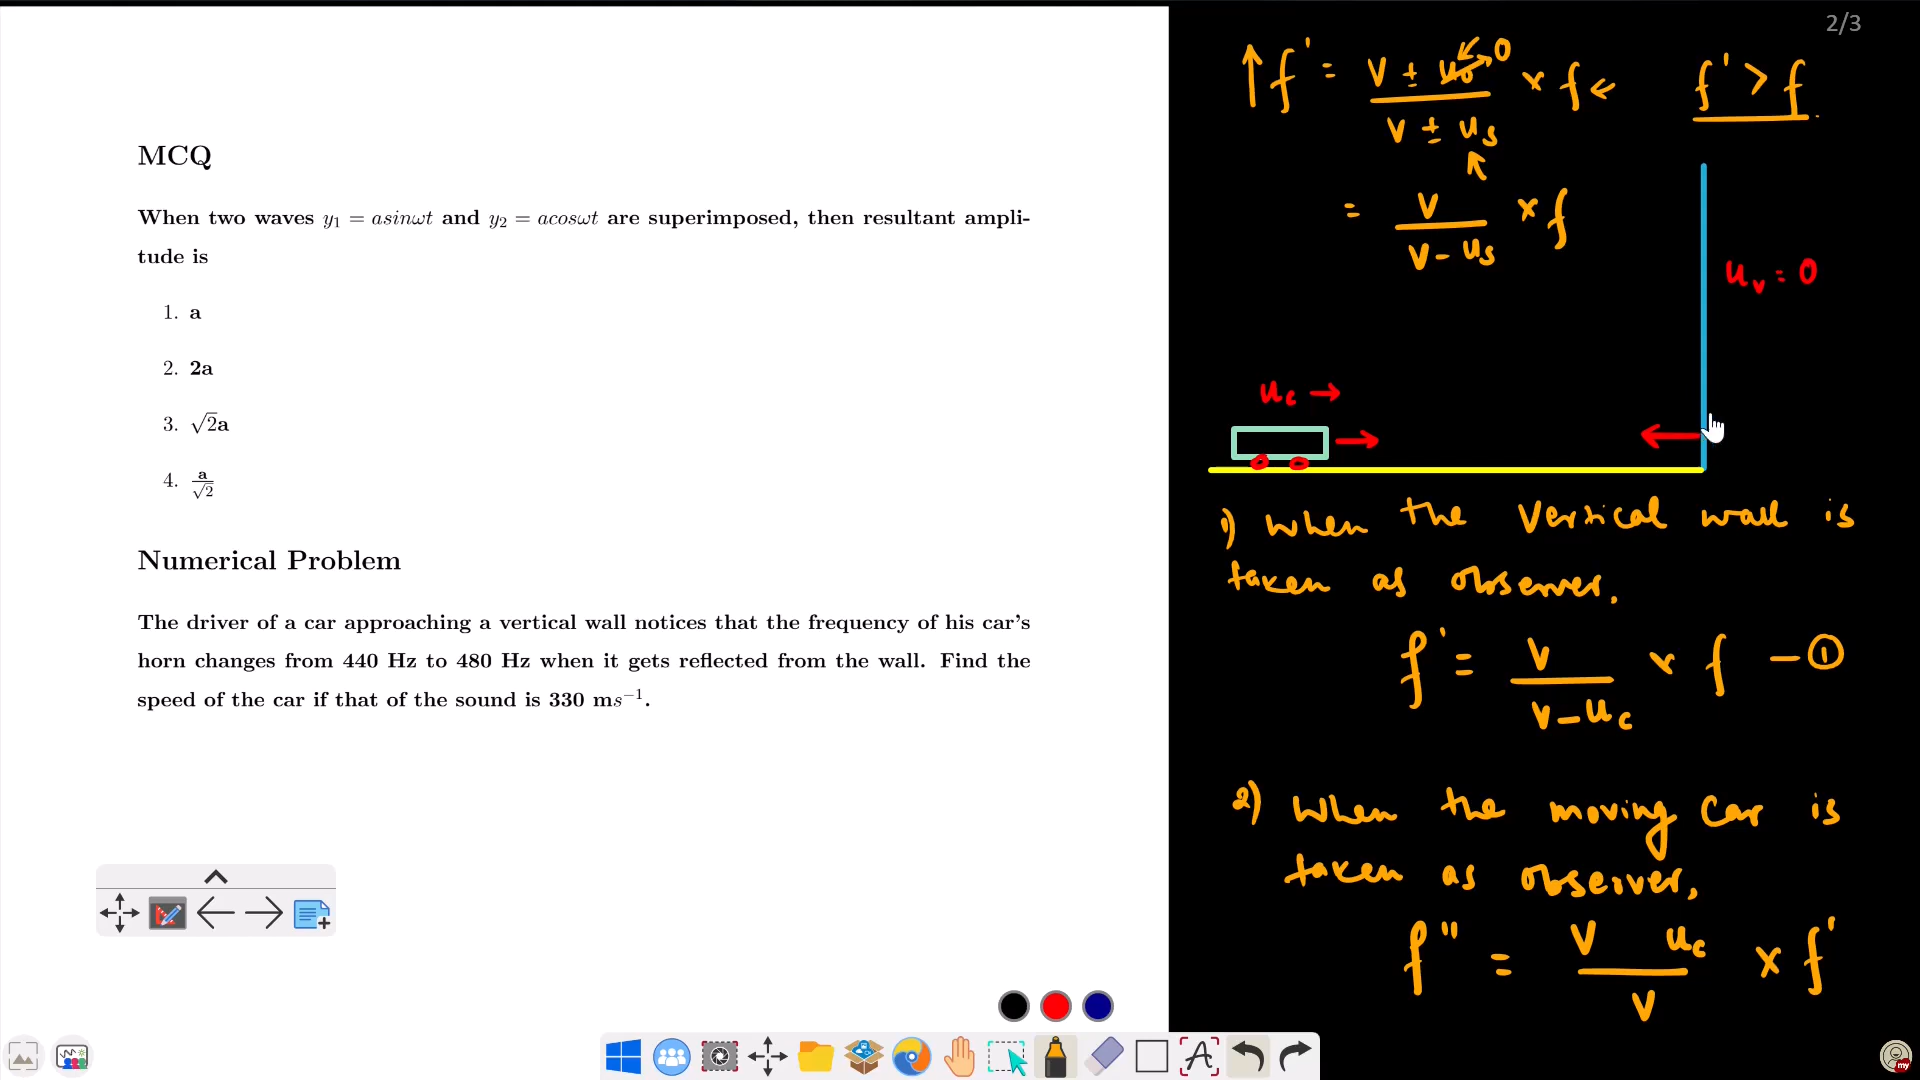 2/3
MCQ
When two waves y₁ = asinωt and y₂ = acosωt are superimposed, then resultant ampli-
tude is
1. a
2. 2a
3. √2a
4. a/√2
Numerical Problem
The driver of a car approaching a vertical wall notices that the frequency of his car's
horn changes from 440 Hz to 480 Hz when it gets reflected from the wall. Find the
speed of the car if that of the sound is 330 ms⁻¹.
↑f' = (v ± u₀→0)/(v ± uₛ) × f ← f' > f
= v/(v - uₛ) × f
uᵥ = 0
u꜀ →
1) When the vertical wall is
taken as observer.
f' = v/(v - u꜀) × f - ①
2) When the moving car is
taken as observer,
f'' = (v u꜀)/v × f'
my